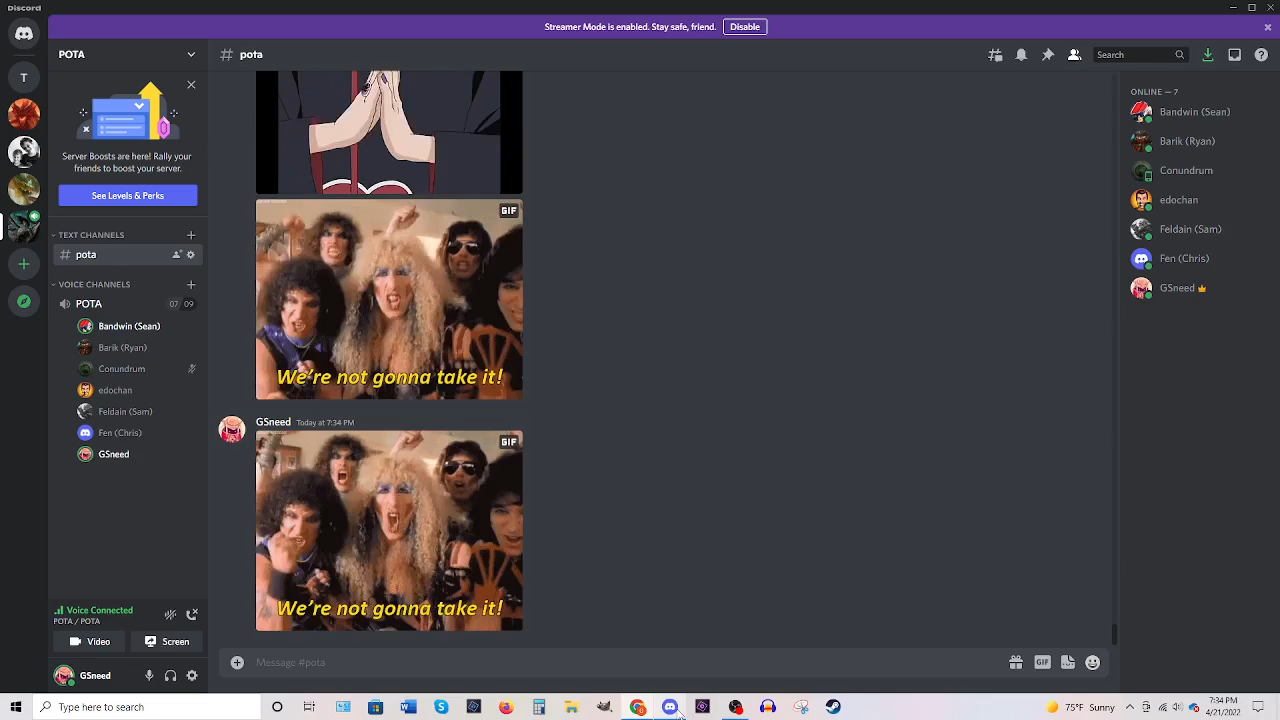 Discord
Streamer Mode is enabled. Stay safe, friend. Disable
POTA
# pota
Search
T
Server Boosts are here! Rally your
friends to boost your server.
See Levels & Perks
TEXT CHANNELS
# pota
VOICE CHANNELS
POTA 07 09
Bandwin (Sean)
Barik (Ryan)
Conundrum
edochan
Feldain (Sam)
Fen (Chris)
GSneed
Voice Connected
POTA / POTA
Video Screen
GSneed
GIF
We're not gonna take it!
GSneed Today at 7:34 PM
GIF
We're not gonna take it!
Message #pota
GIF
ONLINE — 7
Bandwin (Sean)
Barik (Ryan)
Conundrum
edochan
Feldain (Sam)
Fen (Chris)
GSneed
Type here to search
75°F Sunny
7:34 PM
4/21/2022